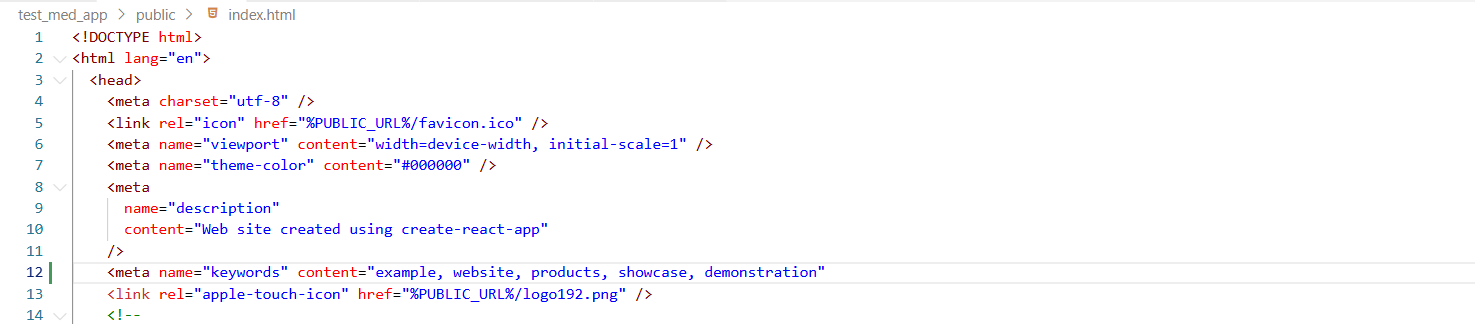 test_med_app > public > index.html
1 <!DOCTYPE html>
2 <html lang="en">
3 <head>
4 <meta charset="utf-8" />
5 <link rel="icon" href="%PUBLIC_URL%/favicon.ico" />
6 <meta name="viewport" content="width=device-width, initial-scale=1" />
7 <meta name="theme-color" content="#000000" />
8 <meta
9 name="description"
10 content="Web site created using create-react-app"
11 />
12 <meta name="keywords" content="example, website, products, showcase, demonstration"
13 <link rel="apple-touch-icon" href="%PUBLIC_URL%/logo192.png" />
14 <!--